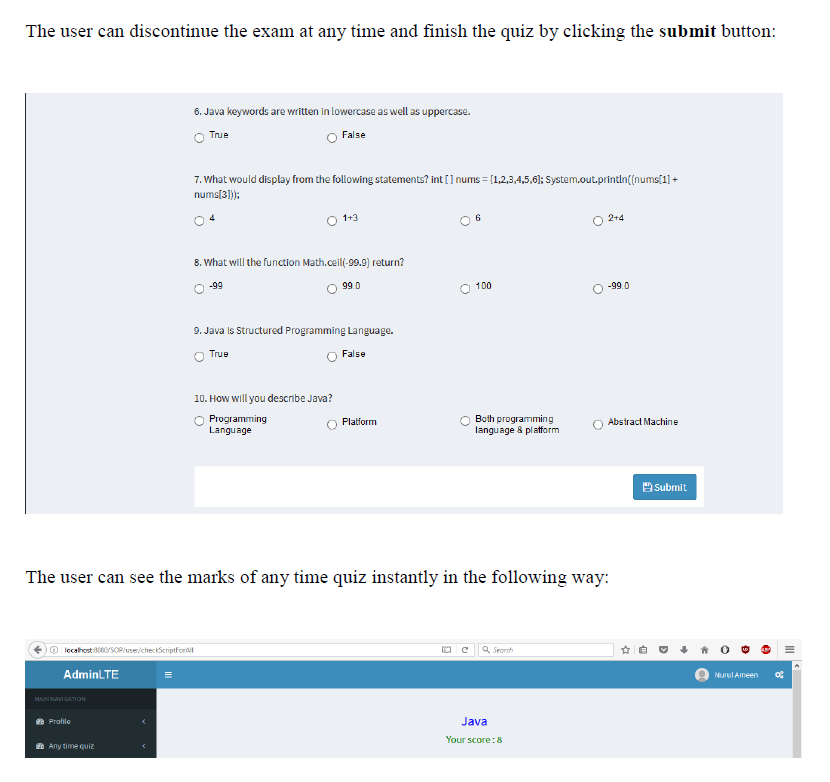 The user can discontinue the exam at any time and finish the quiz by clicking the submit button:
6. Java keywords are written in lowercase as well as uppercase.
True False
7. What would display from the following statements? int [ ] nums = {1,2,3,4,5,6}; System.out.println((nums[1] +
nums[3]));
4 1+3 6 2+4
8. What will the function Math.ceil(-99.9) return?
-99 99.0 100 -99.0
9. Java Is Structured Programming Language.
True False
10. How will you describe Java?
Programming Language Platform Both programming language & platform Abstract Machine
Submit
The user can see the marks of any time quiz instantly in the following way:
localhost:8080/SOP/user/checkScriptForAll Search
AdminLTE Nurul Ameen
MAIN NAVIGATION
Profile
Java
Your score : 8
Any time quiz